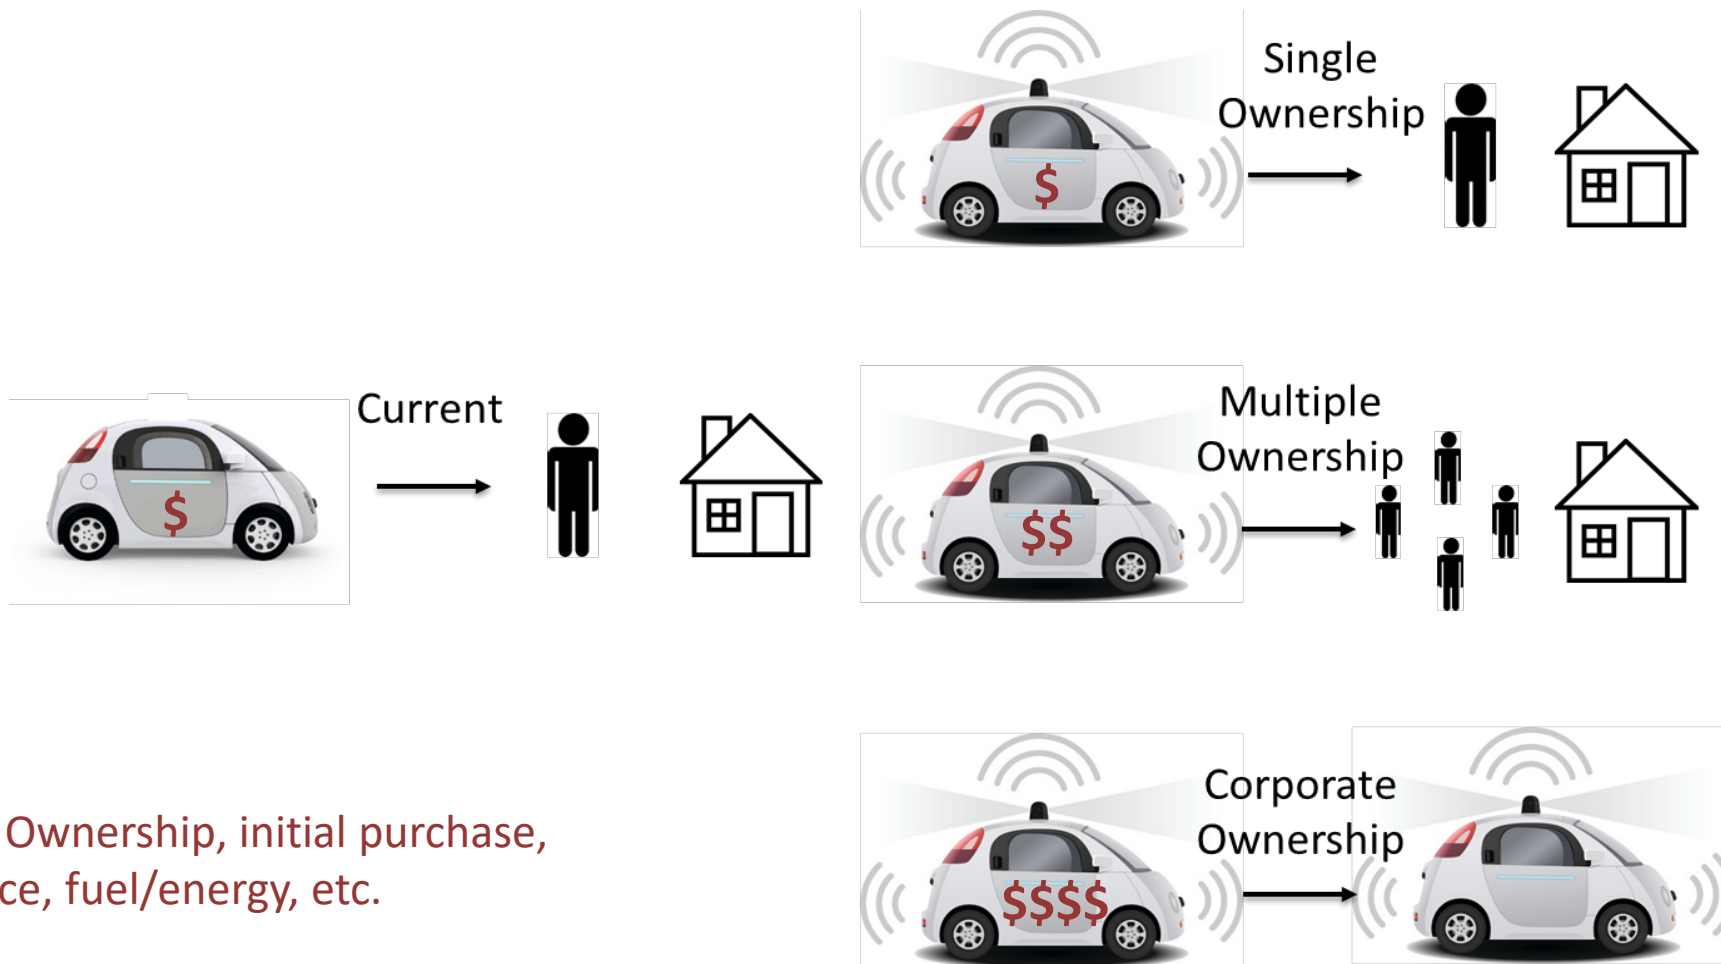 Single
Ownership
$
Current
$
Multiple
Ownership
$$
Corporate
Ownership
$$$$
Ownership, initial purchase,
ce, fuel/energy, etc.